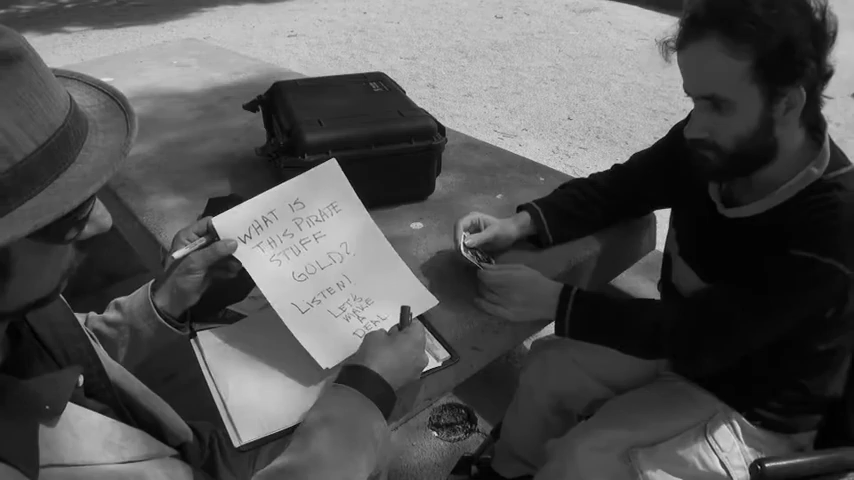 WHAT IS
THIS PIRATE
STUFF
GOLD?
LISTEN!
LET'S
MAKE
A
DEAL